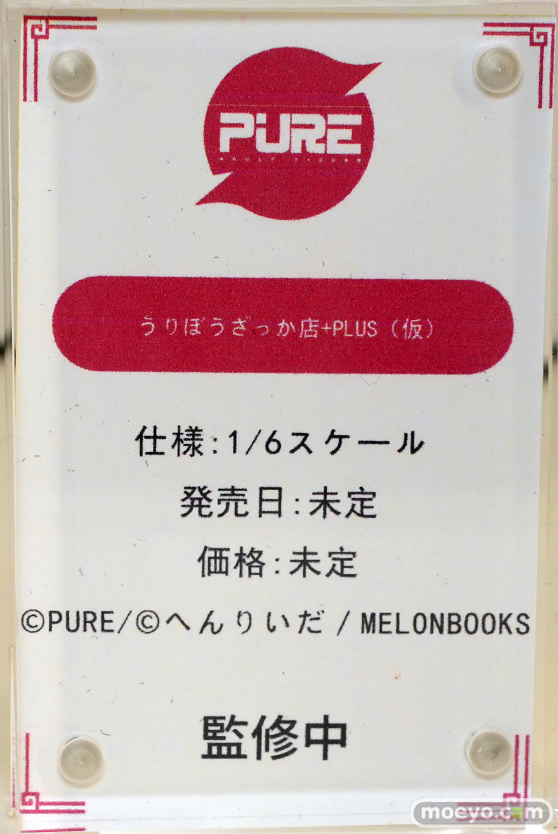 PURE
ADULT FIGURE
うりぼうざっか店+PLUS（仮）
仕様:1/6スケール
発売日:未定
価格:未定
©PURE/©へんりいだ/MELONBOOKS
監修中
moeyo.com